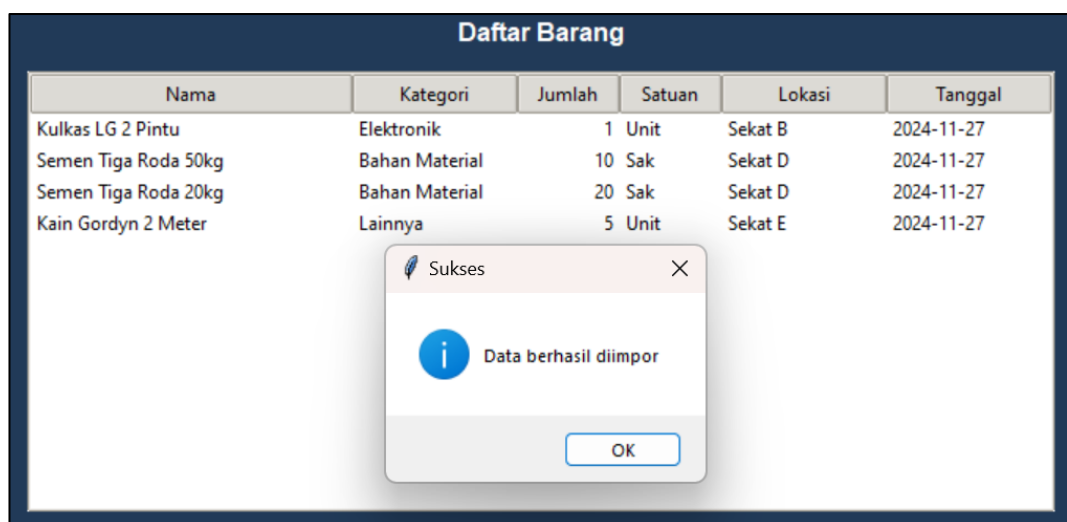 Daftar Barang
Nama Kategori Jumlah Satuan Lokasi Tanggal
Kulkas LG 2 Pintu Elektronik 1 Unit Sekat B 2024-11-27
Semen Tiga Roda 50kg Bahan Material 10 Sak Sekat D 2024-11-27
Semen Tiga Roda 20kg Bahan Material 20 Sak Sekat D 2024-11-27
Kain Gordyn 2 Meter Lainnya 5 Unit Sekat E 2024-11-27
Sukses
Data berhasil diimpor
OK